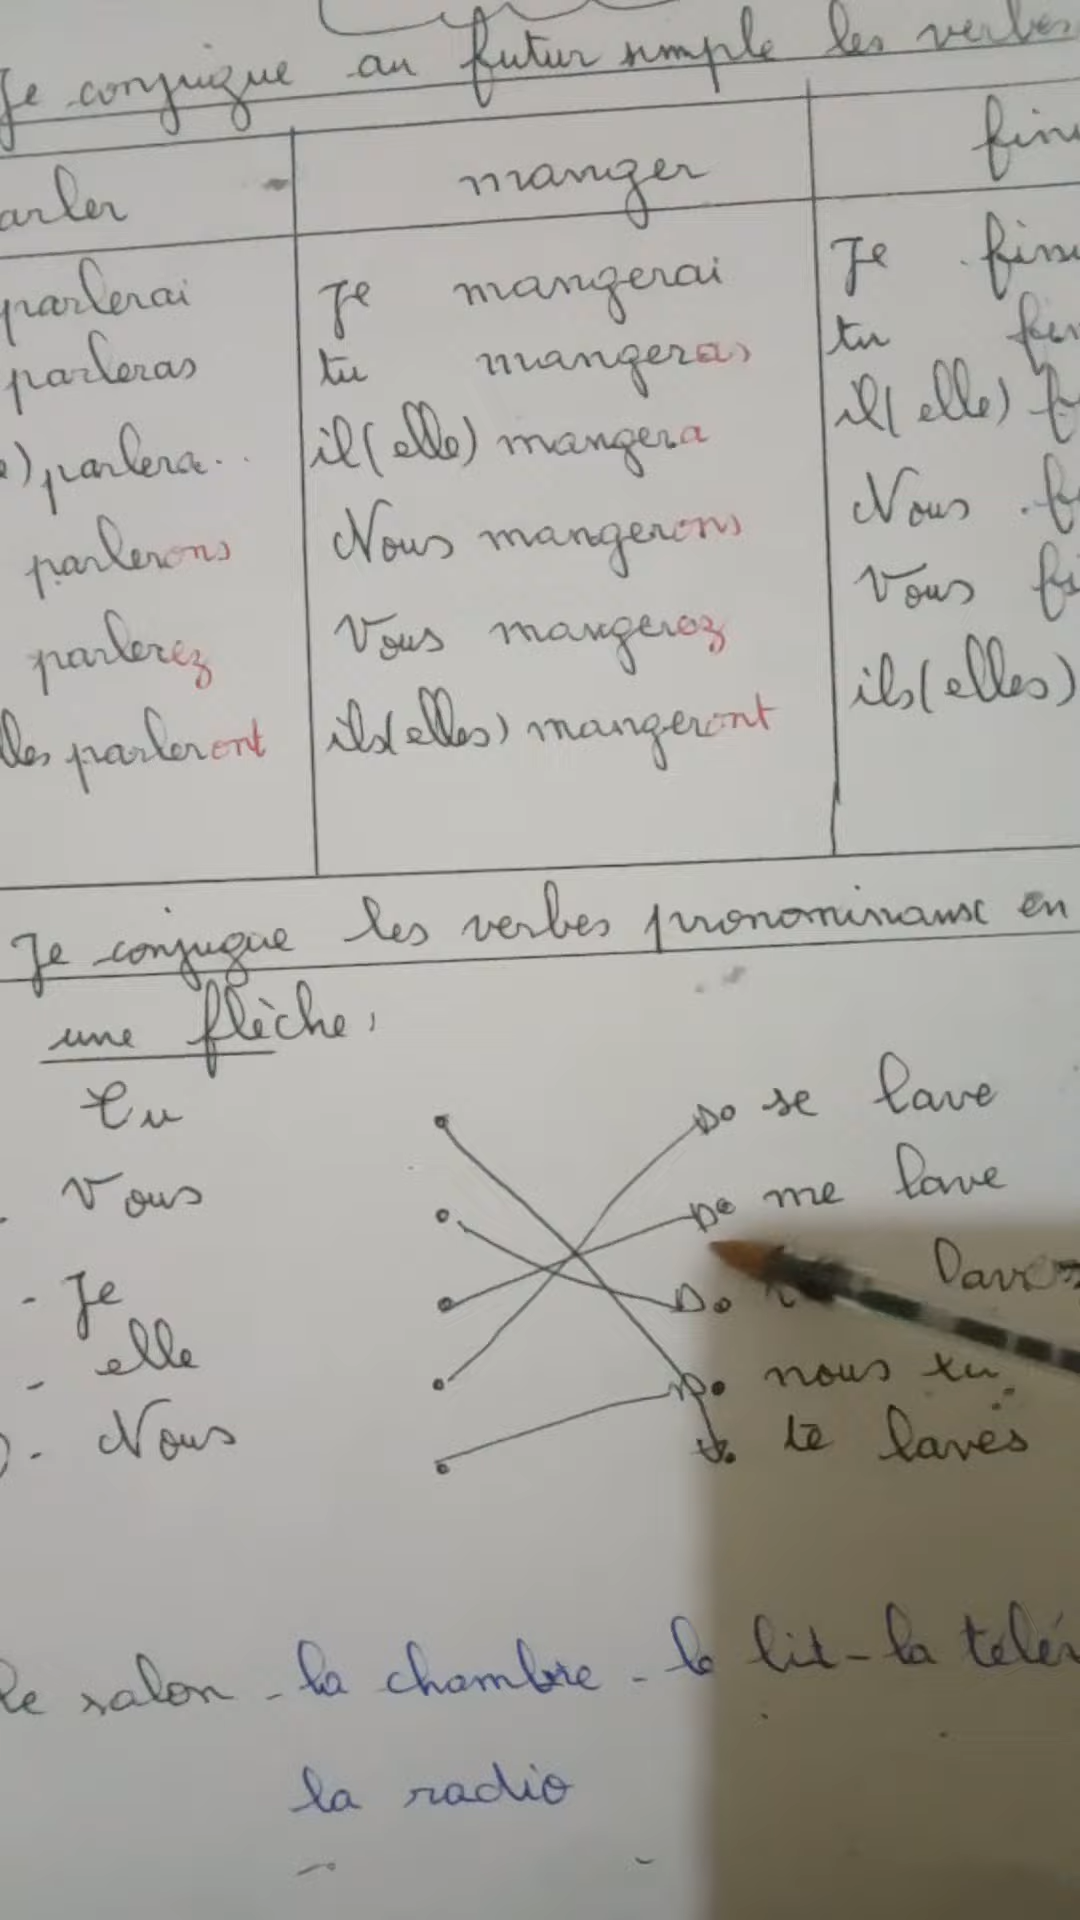 Je conjugue au futur simple les verbes
arler manger fini
parlerai Je mangerai Je fini
parleras tu mangeras tu
e) parlera.. il(elle) mangera il(elle)
parlerons Nous mangerons Nous
parlerez Vous mangerez Vous
les parleront ils(elles) mangeront ils(elles)
Je conjugue les verbes pronominaux en
une flèche,
Tu se lave
Vous me lave
- Je
- elle nous
- Nous te laves
le salon - la chambre - le lit - la télév
la radio